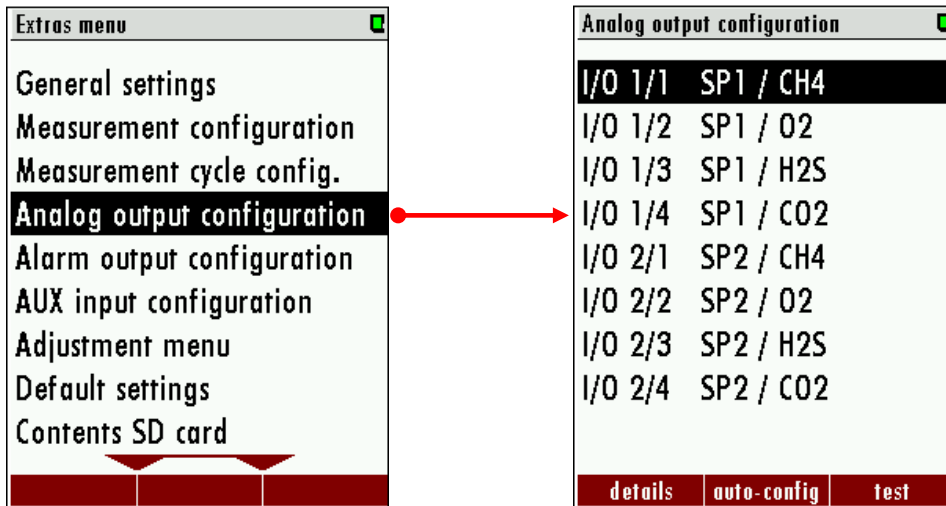 Extras menu
General settings
Measurement configuration
Measurement cycle config.
Analog output configuration
Alarm output configuration
AUX input configuration
Adjustment menu
Default settings
Contents SD card
Analog output configuration
I/O 1/1 SP1 / CH4
I/O 1/2 SP1 / O2
I/O 1/3 SP1 / H2S
I/O 1/4 SP1 / CO2
I/O 2/1 SP2 / CH4
I/O 2/2 SP2 / O2
I/O 2/3 SP2 / H2S
I/O 2/4 SP2 / CO2
details auto-config test